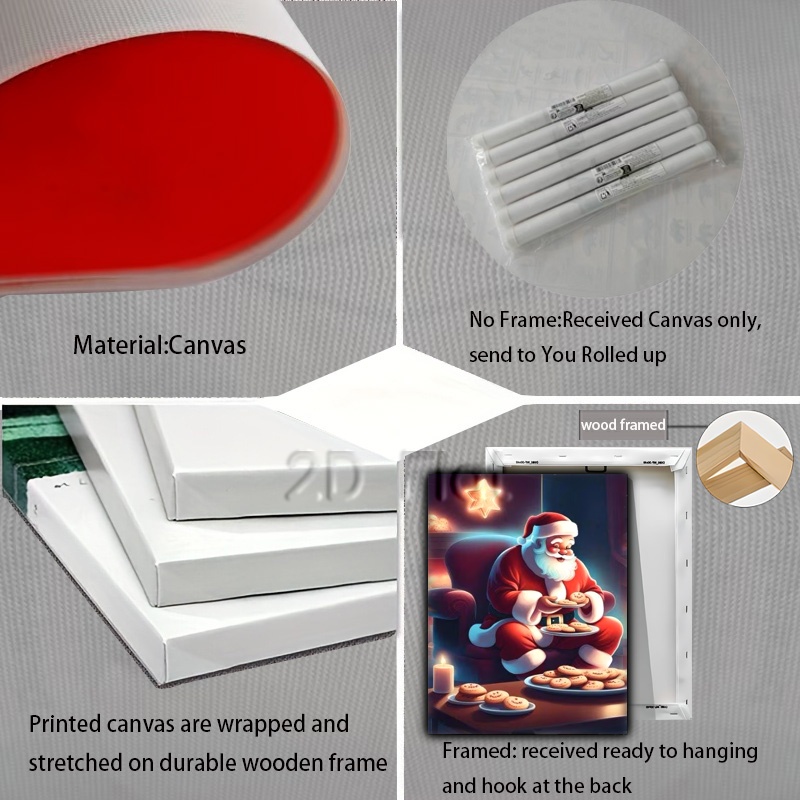 Material:Canvas
No Frame:Received Canvas only,
send to You Rolled up
wood framed
2D
Printed canvas are wrapped and
stretched on durable wooden frame
Framed: received ready to hanging
and hook at the back